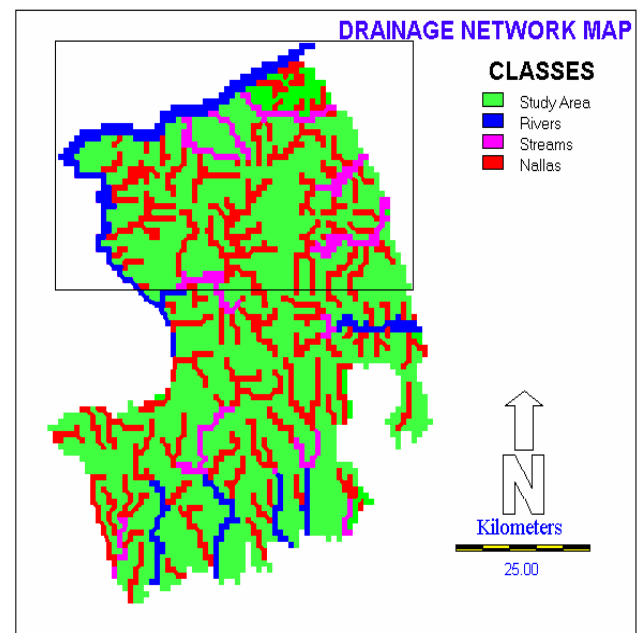 DRAINAGE NETWORK MAP
CLASSES
Study Area
Rivers
Streams
Nallas
N
Kilometers
25.00